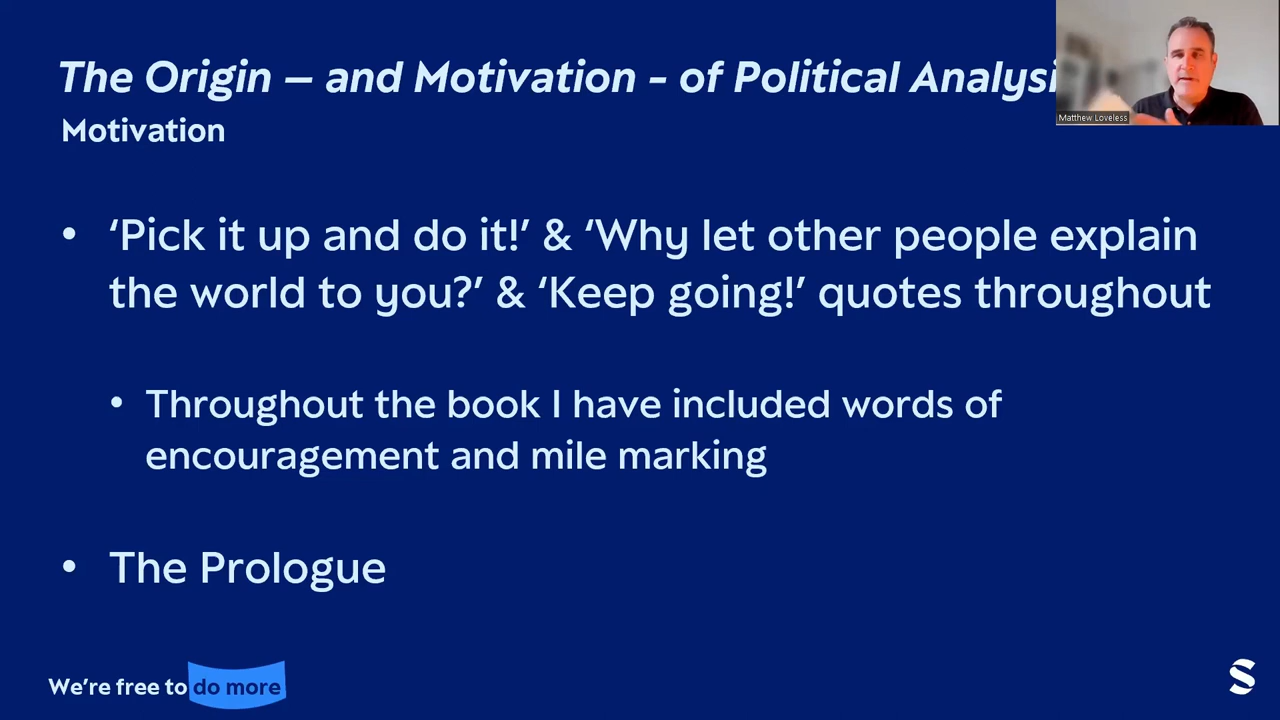 The Origin – and Motivation - of Political Analysi
Motivation
Matthew Loveless
• ‘Pick it up and do it!’ & ‘Why let other people explain
the world to you?’ & ‘Keep going!’ quotes throughout
• Throughout the book I have included words of
encouragement and mile marking
• The Prologue
We’re free to do more
S